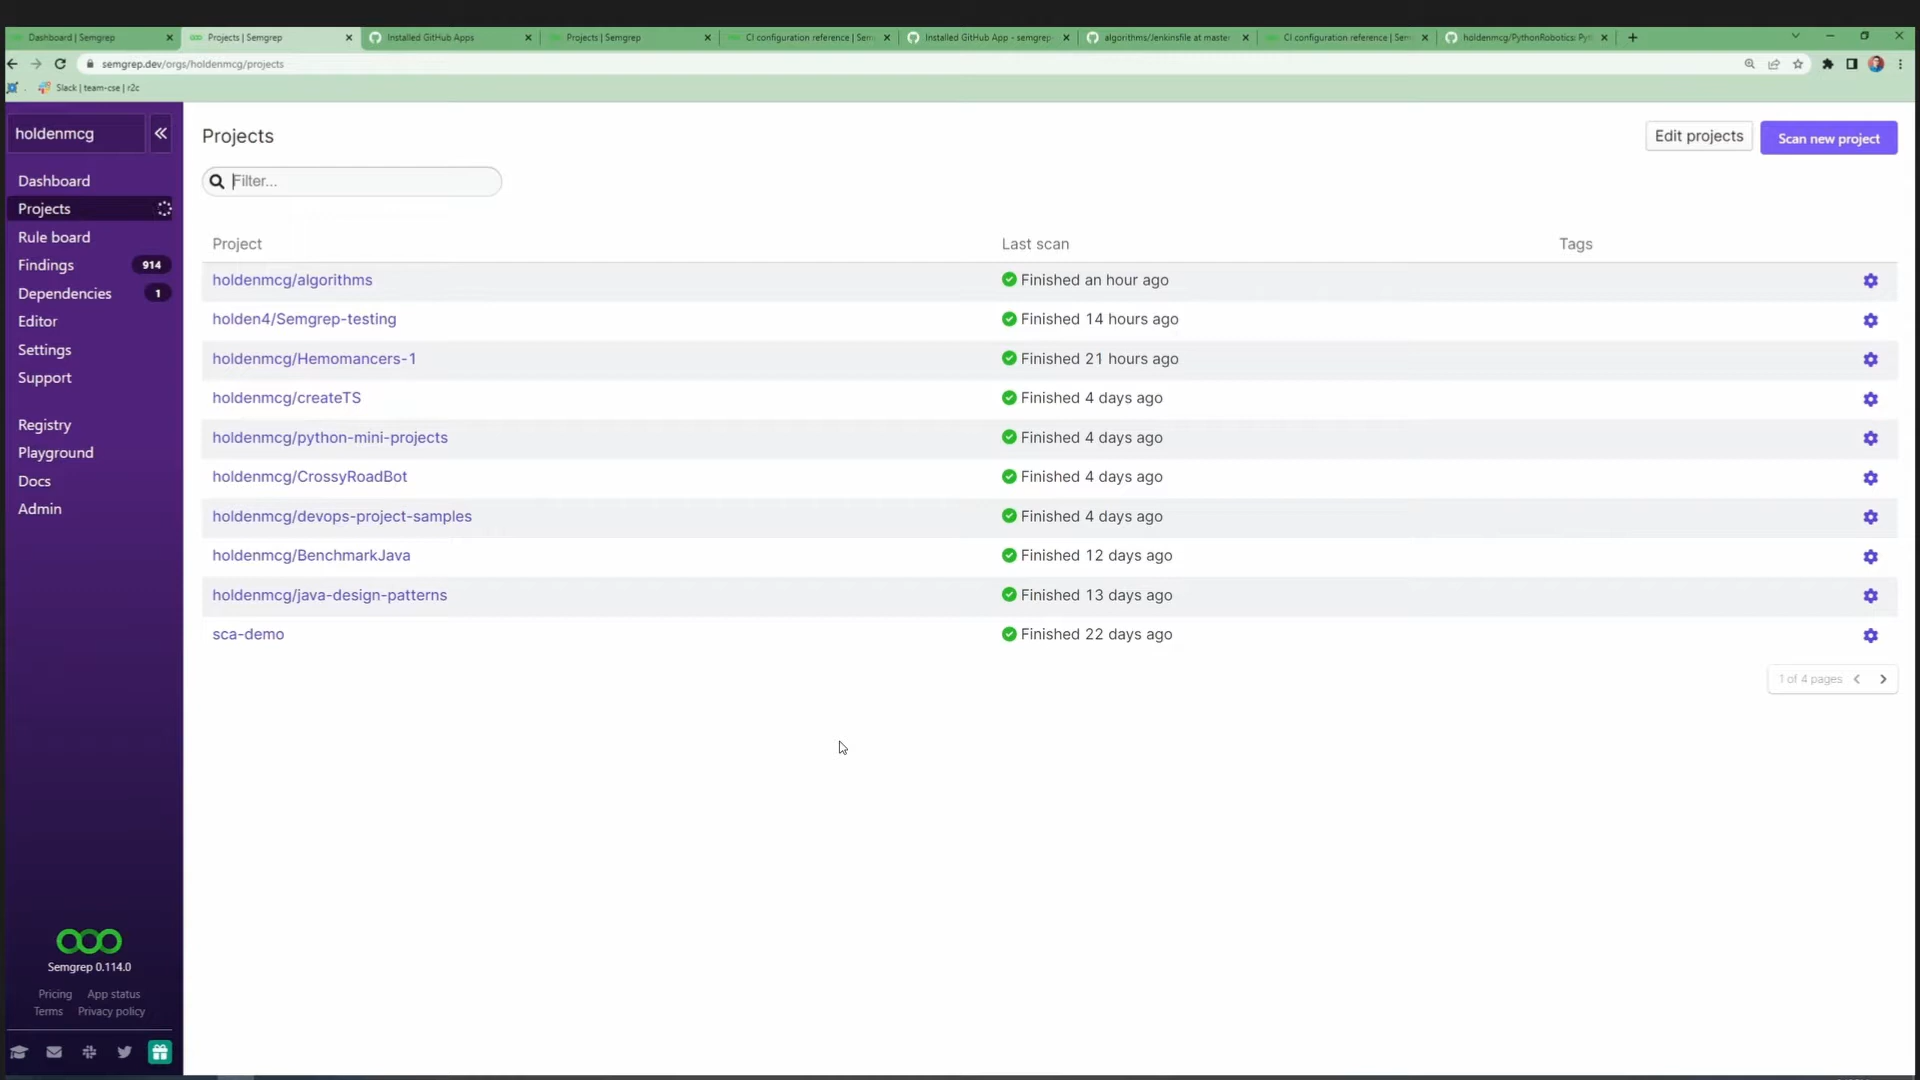 Dashboard | Semgrep
Projects | Semgrep
Installed GitHub Apps
Projects | Semgrep
CI configuration reference | Sem
Installed GitHub App - semgrep-
algorithms/Jenkinsfile at master
CI configuration reference | Sem
holdenmcg/PythonRobotics: Pyt
semgrep.dev/orgs/holdenmcg/projects
Slack | team-cse | r2c
holdenmcg
Dashboard
Projects
Rule board
Findings 914
Dependencies 1
Editor
Settings
Support
Registry
Playground
Docs
Admin
Semgrep 0.114.0
Pricing App status
Terms Privacy policy
Projects
Edit projects
Scan new project
Filter...
Project Last scan Tags
holdenmcg/algorithms Finished an hour ago
holden4/Semgrep-testing Finished 14 hours ago
holdenmcg/Hemomancers-1 Finished 21 hours ago
holdenmcg/createTS Finished 4 days ago
holdenmcg/python-mini-projects Finished 4 days ago
holdenmcg/CrossyRoadBot Finished 4 days ago
holdenmcg/devops-project-samples Finished 4 days ago
holdenmcg/BenchmarkJava Finished 12 days ago
holdenmcg/java-design-patterns Finished 13 days ago
sca-demo Finished 22 days ago
1 of 4 pages